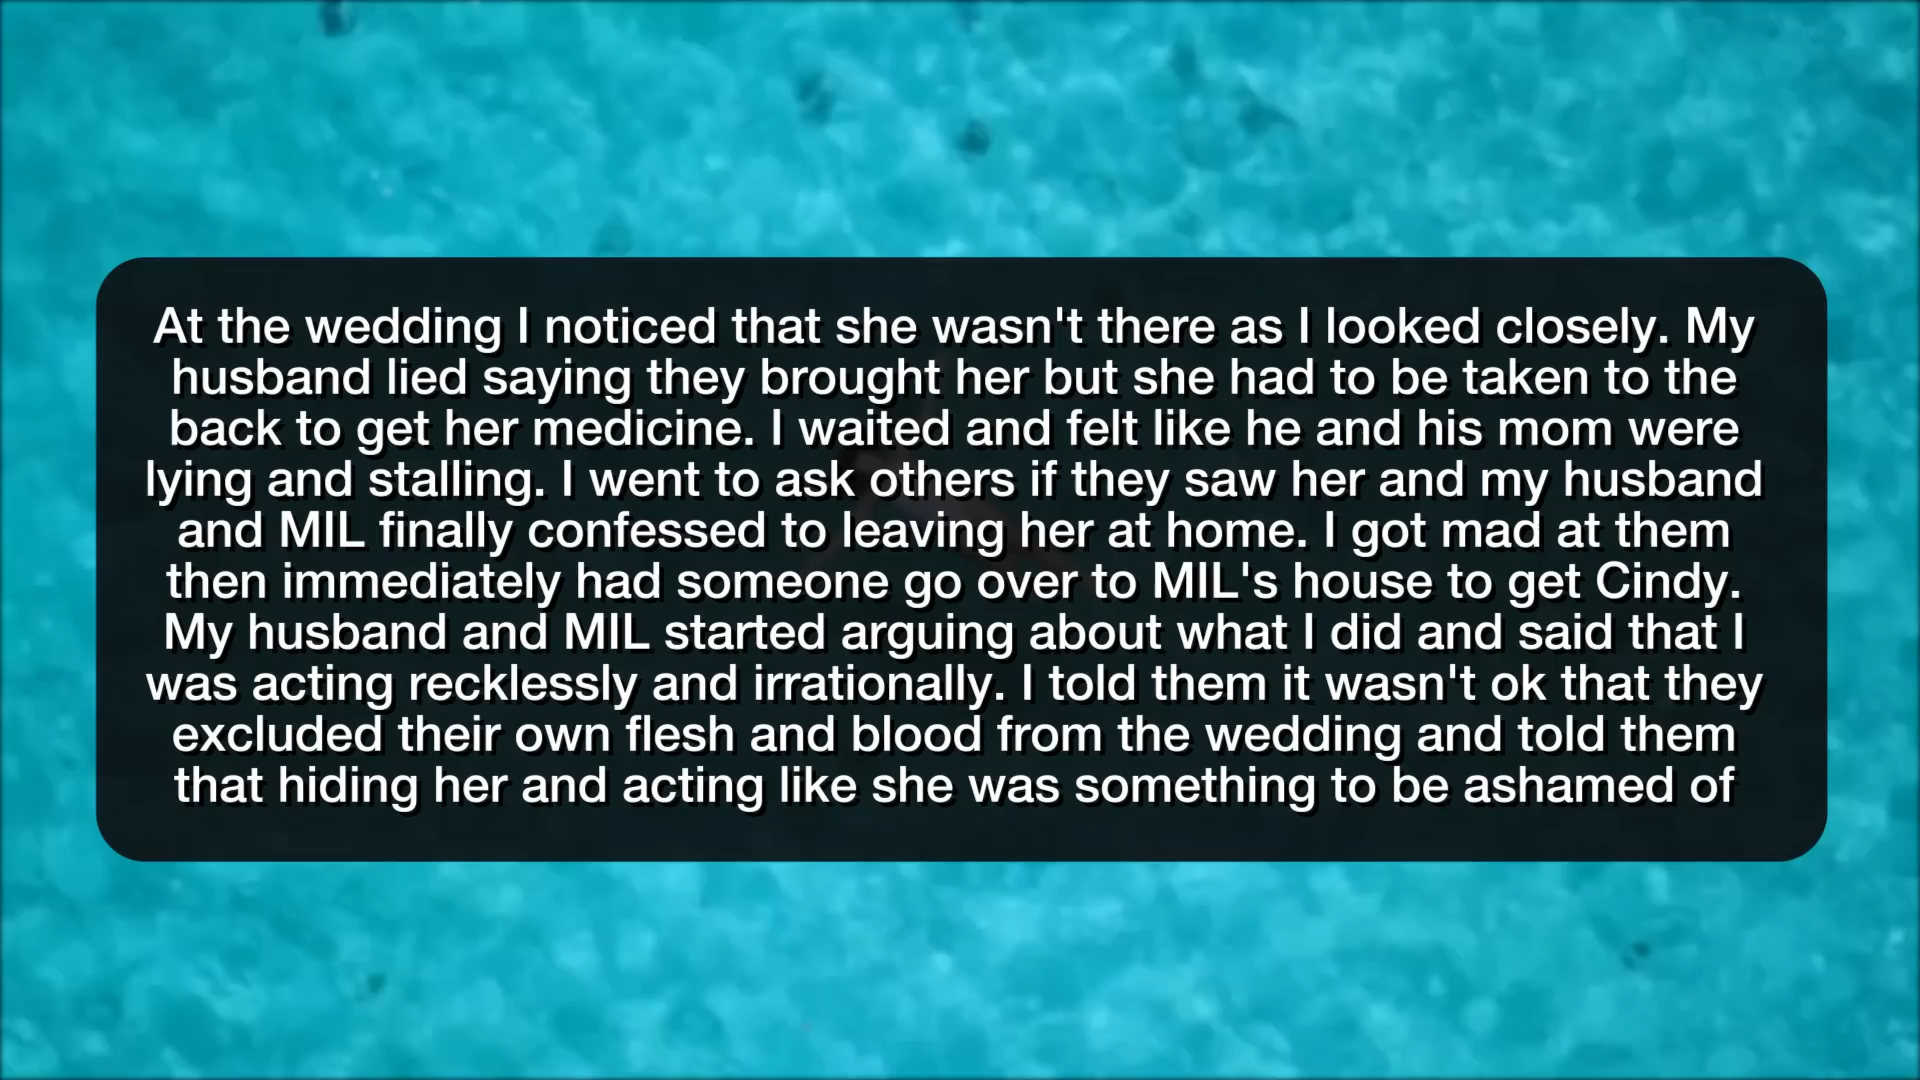 At the wedding I noticed that she wasn't there as I looked closely. My
husband lied saying they brought her but she had to be taken to the
back to get her medicine. I waited and felt like he and his mom were
lying and stalling. I went to ask others if they saw her and my husband
and MIL finally confessed to leaving her at home. I got mad at them
then immediately had someone go over to MIL's house to get Cindy.
My husband and MIL started arguing about what I did and said that I
was acting recklessly and irrationally. I told them it wasn't ok that they
excluded their own flesh and blood from the wedding and told them
that hiding her and acting like she was something to be ashamed of